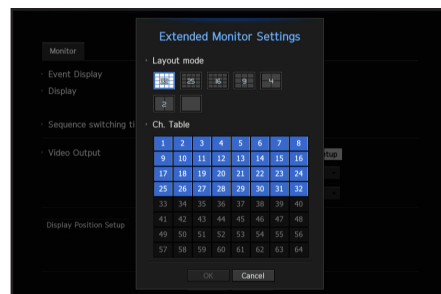 Extended Monitor Settings
Monitor
Layout mode
Event Display
25 16 9 4
Display
2
Sequence switching ti
Ch. Table
1 2 3 4 5 6 7 8
Video Output
9 10 11 12 13 14 15 16
17 18 19 20 21 22 23 24
25 26 27 28 29 30 31 32
33 34 35 36 37 38 39 40
41 42 43 44 45 46 47 48
Display Position Setup
49 50 51 52 53 54 55 56
57 58 59 60 61 62 63 64
OK Cancel